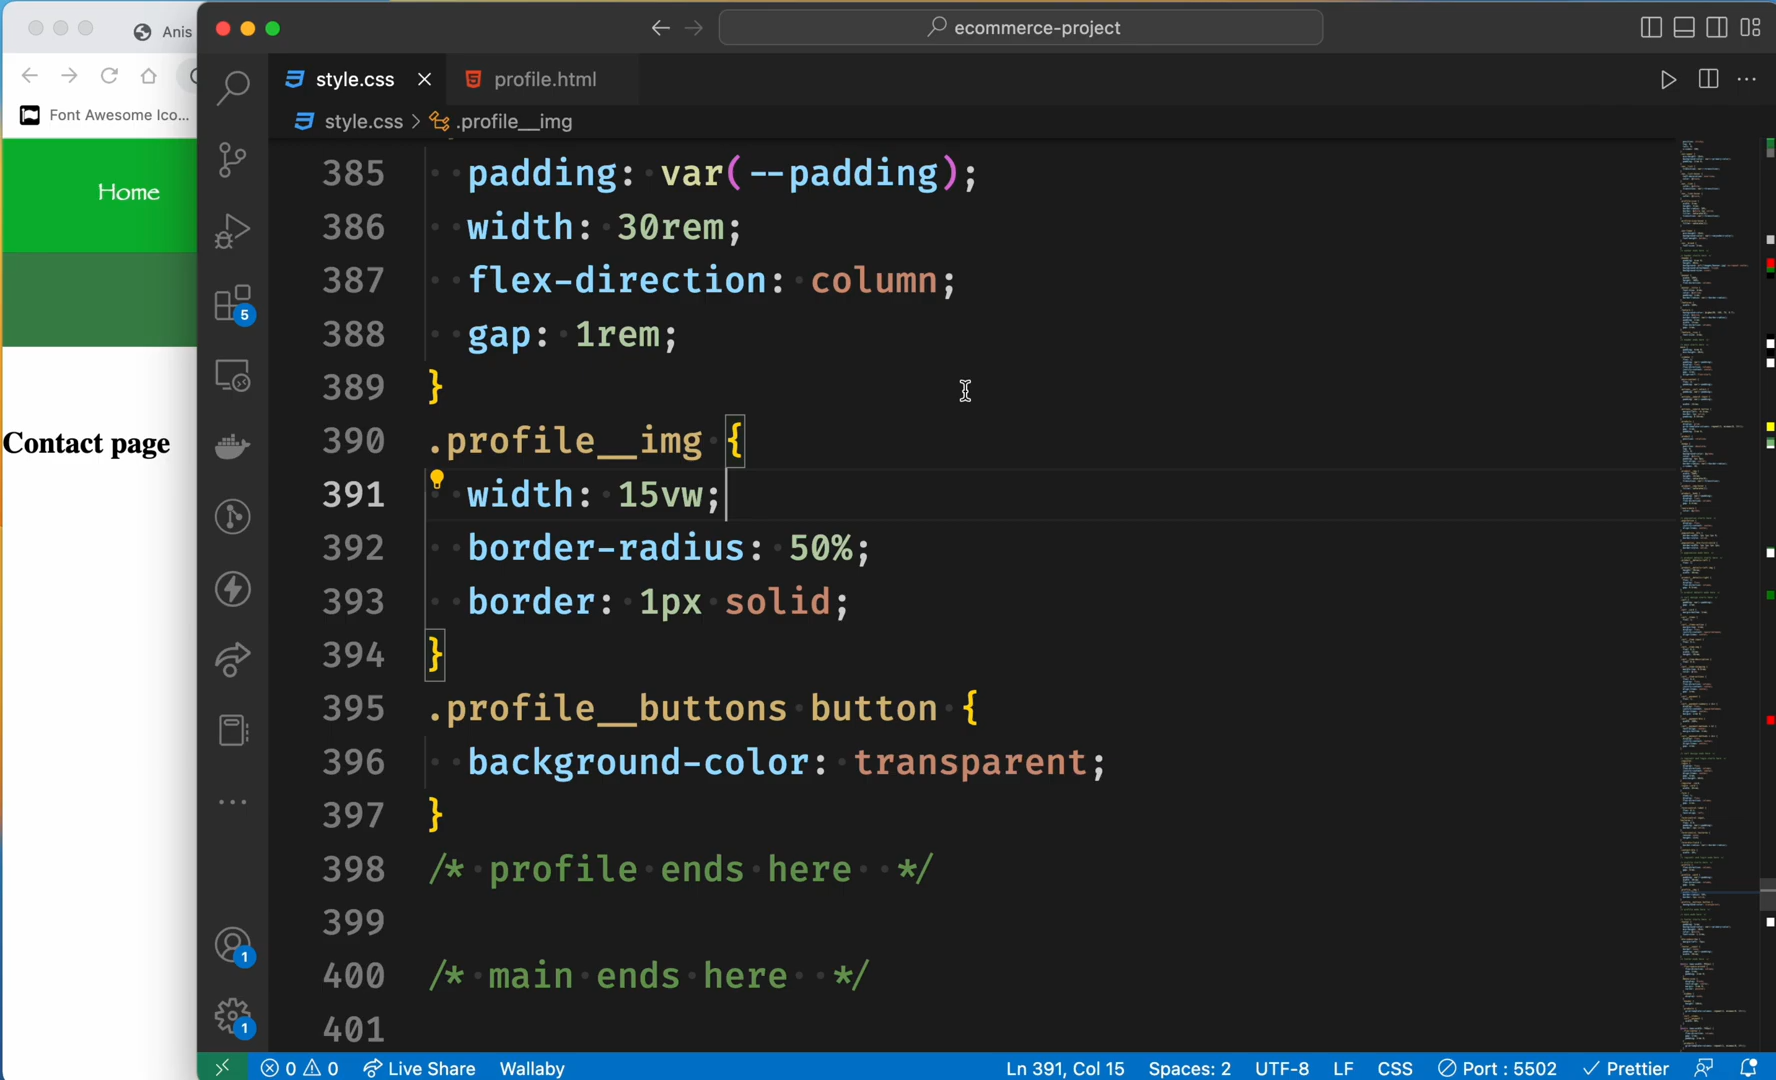 Anis
Font Awesome Ico...
Home
Contact page
ecommerce-project
style.css
profile.html
style.css > .profile__img
385 padding: var(--padding);
386 width: 30rem;
387 flex-direction: column;
388 gap: 1rem;
389 }
390 .profile__img {
391 width: 15vw;
392 border-radius: 50%;
393 border: 1px solid;
394 }
395 .profile__buttons button {
396 background-color: transparent;
397 }
398 /* profile ends here */
399
400 /* main ends here */
401
5
1
1
0 0 Live Share Wallaby Ln 391, Col 15 Spaces: 2 UTF-8 LF CSS Port : 5502 Prettier